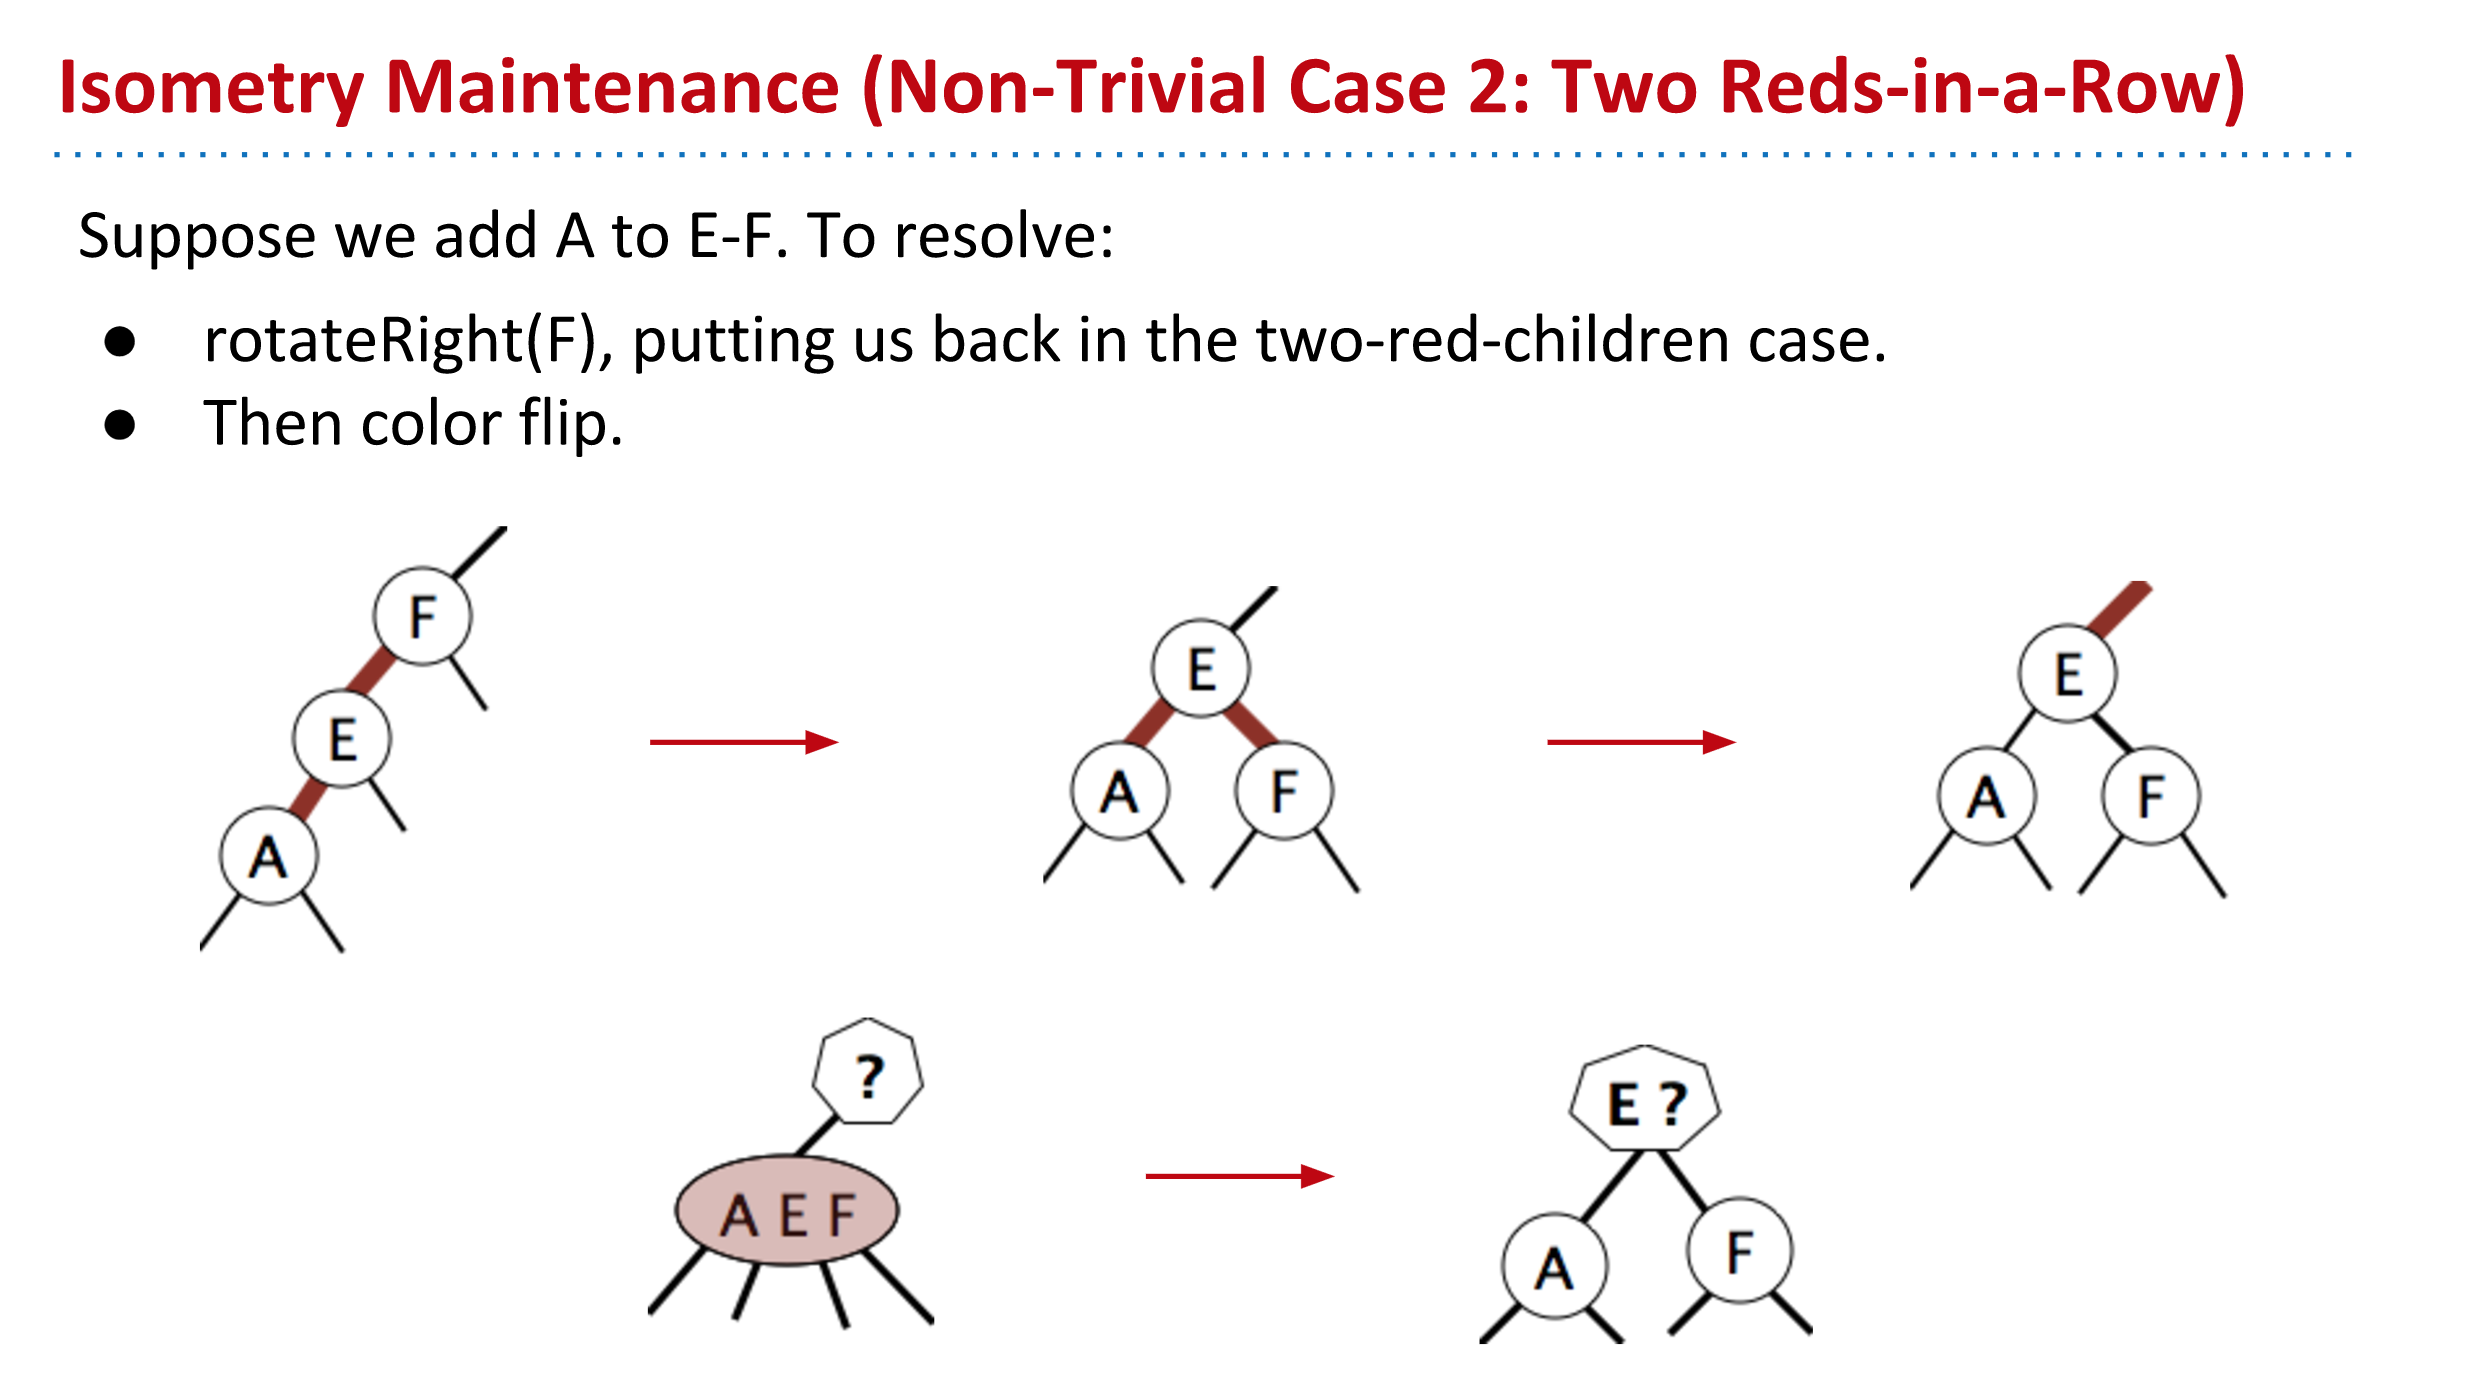 Isometry Maintenance (Non-Trivial Case 2: Two Reds-in-a-Row)
Suppose we add A to E-F. To resolve:
● rotateRight(F), putting us back in the two-red-children case.
● Then color flip.
F
E
A
E
A F
E
A F
?
A E F
E ?
A F